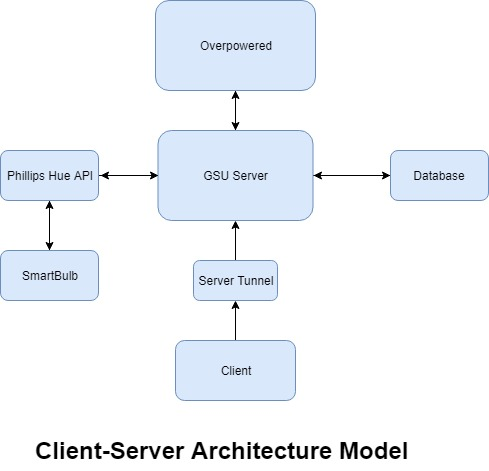 Overpowered
Phillips Hue API
GSU Server
Database
SmartBulb
Server Tunnel
Client
Client-Server Architecture Model